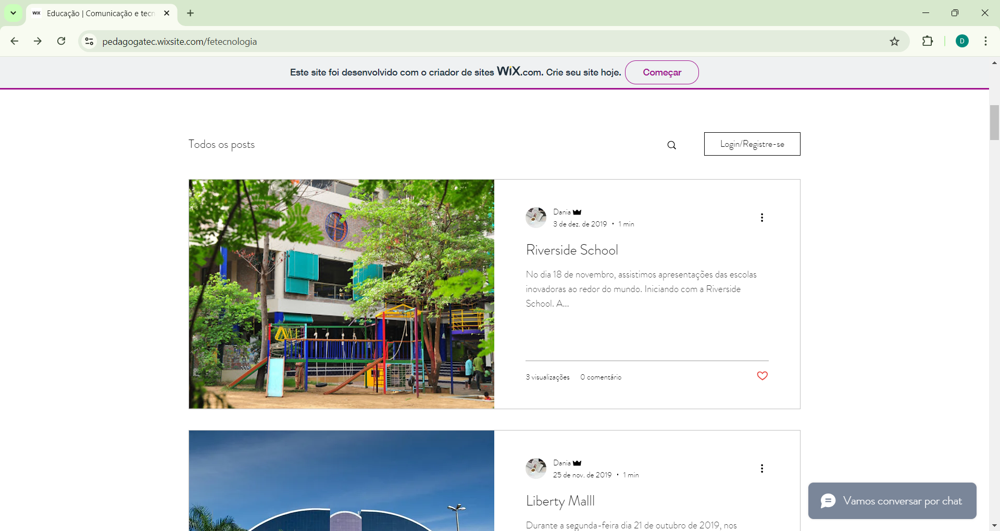 WIX Educação | Comunicação e tecn
pedagogatec.wixsite.com/fetecnologia
D
Este site foi desenvolvido com o criador de sites WiX.com. Crie seu site hoje. Começar
Todos os posts
Login/Registre-se
Dania
3 de dez. de 2019 · 1 min
Riverside School
No dia 18 de novembro, assistimos apresentações das escolas
inovadoras ao redor do mundo. Iniciando com a Riverside
School. A...
3 visualizações 0 comentário
Dania
25 de nov. de 2019 · 1 min
Liberty Malll
Durante a segunda-feira dia 21 de outubro de 2019, nos
Vamos conversar por chat